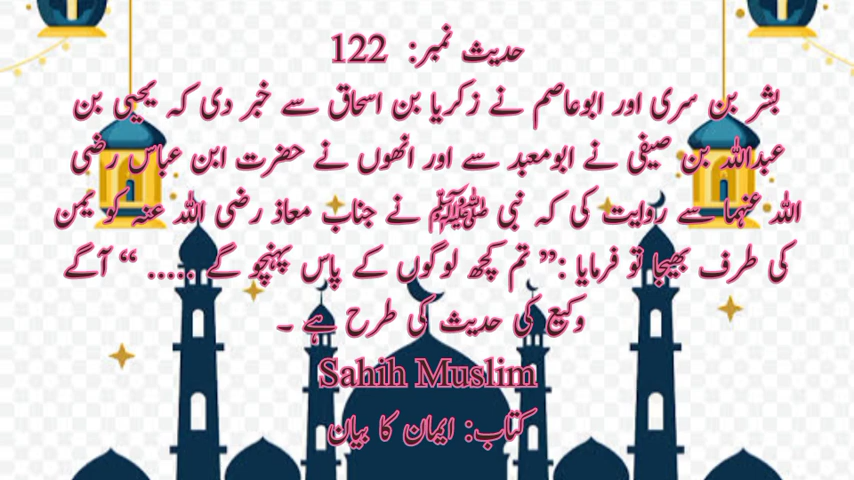 حدیث نمبر: 122
بشر بن سری اور ابوعاصم نے زکریا بن اسحاق سے خبر دی کہ یحییٰ بن
عبداللہ بن صیفی نے ابومعبد سے اور انھوں نے حضرت ابن عباس رضی
اللہ عنہما سے روایت کی کہ نبی ﷺ نے جناب معاذ رضی اللہ عنہ کو یمن
کی طرف بھیجا تو فرمایا :” تم کچھ لوگوں کے پاس پہنچو گے ..... “ آگے
وکیع کی حدیث کی طرح ہے ۔
Sahih Muslim
کتاب: ایمان کا بیان